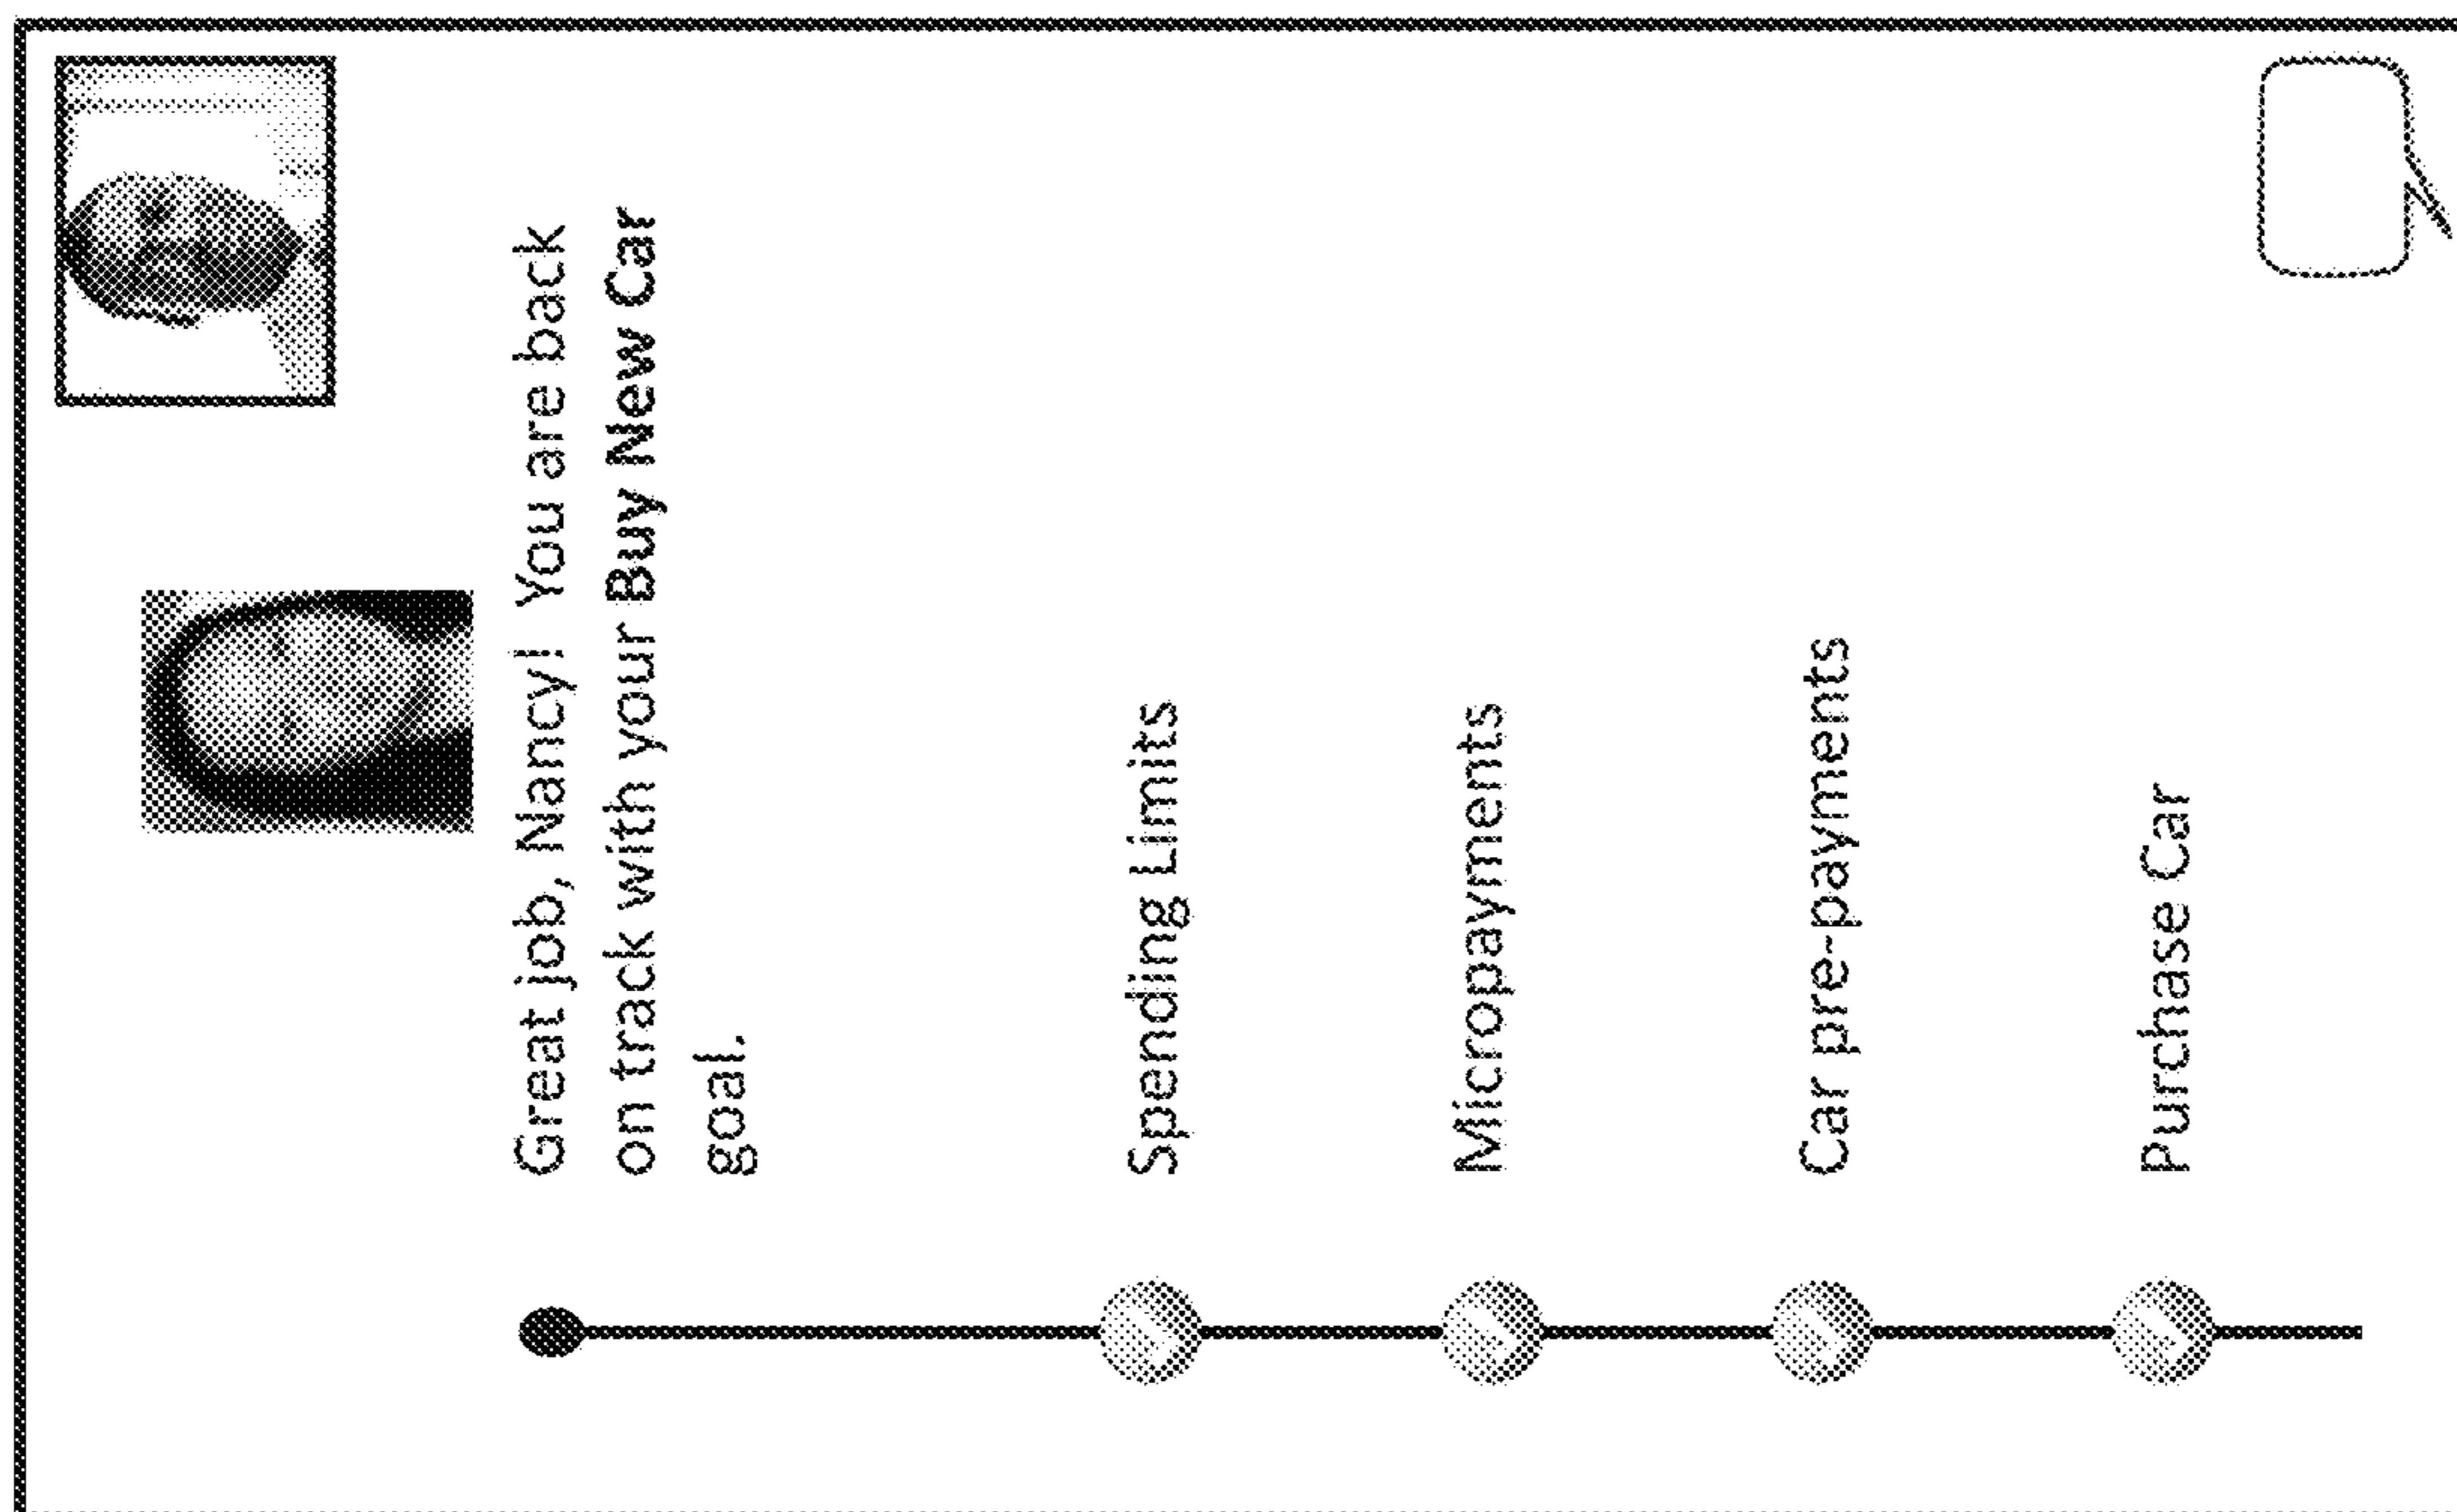 Great job, Nancy! You are back
on track with your Buy New Car
goal.
Spending Limits
Micropayments
Car pre-payments
Purchase Car